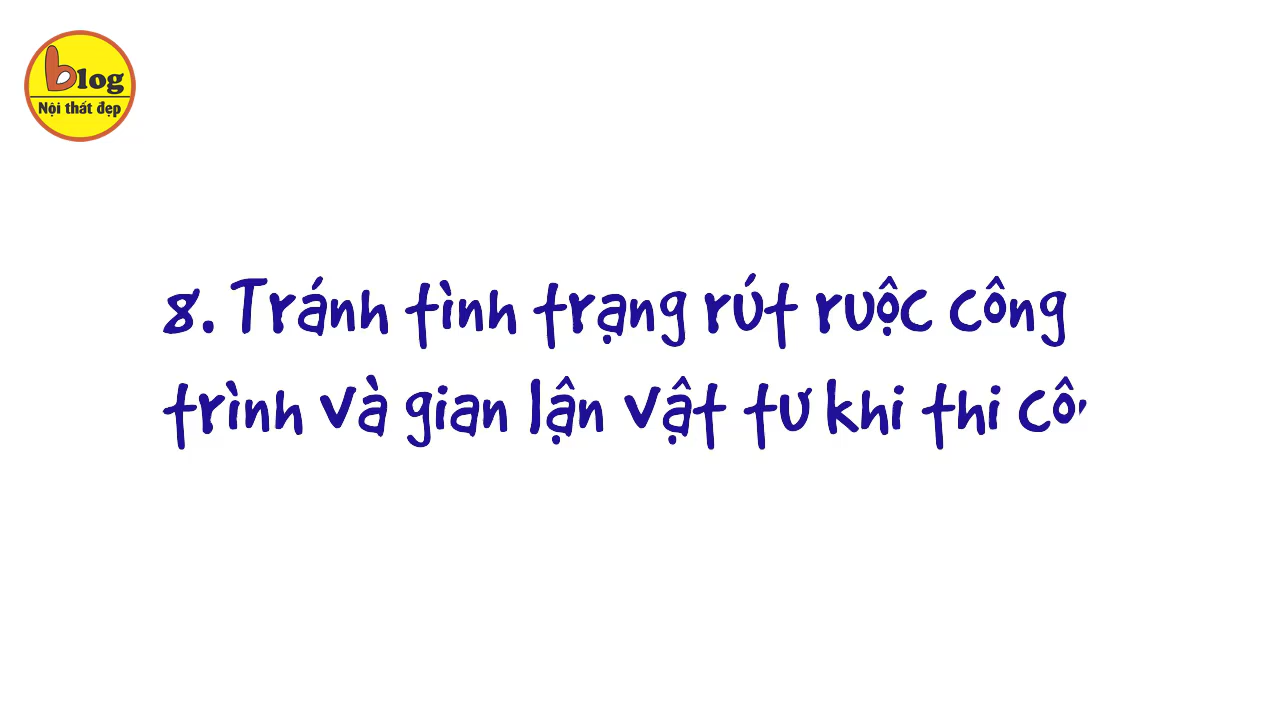 blog
Nội thất đẹp
8. Tránh tình trạng rút ruộc công
trình và gian lận vật tư khi thi cô